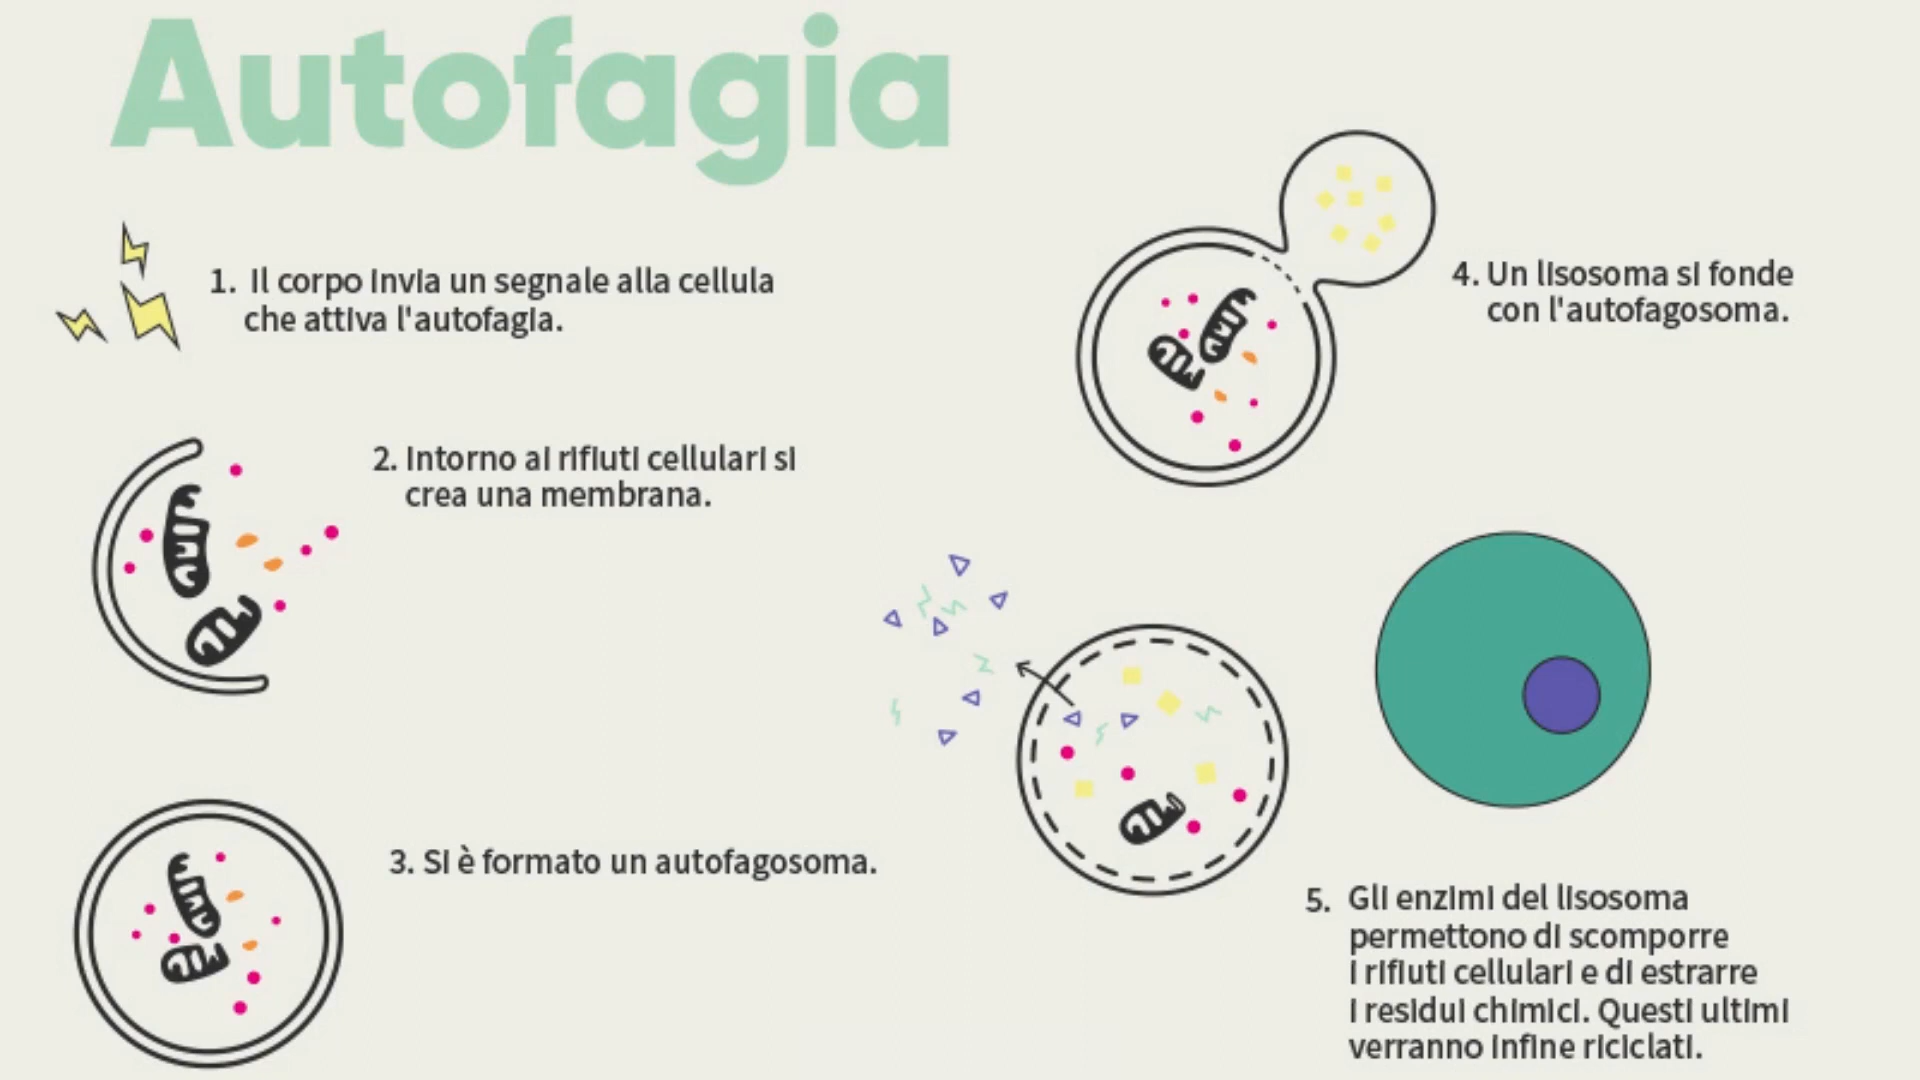 Autofagia
1. Il corpo invia un segnale alla cellula
che attiva l'autofagia.
2. Intorno ai rifiuti cellulari si
crea una membrana.
3. Si è formato un autofagosoma.
4. Un lisosoma si fonde
con l'autofagosoma.
5. Gli enzimi del lisosoma
permettono di scomporre
i rifiuti cellulari e di estrarre
i residui chimici. Questi ultimi
verranno infine riciclati.